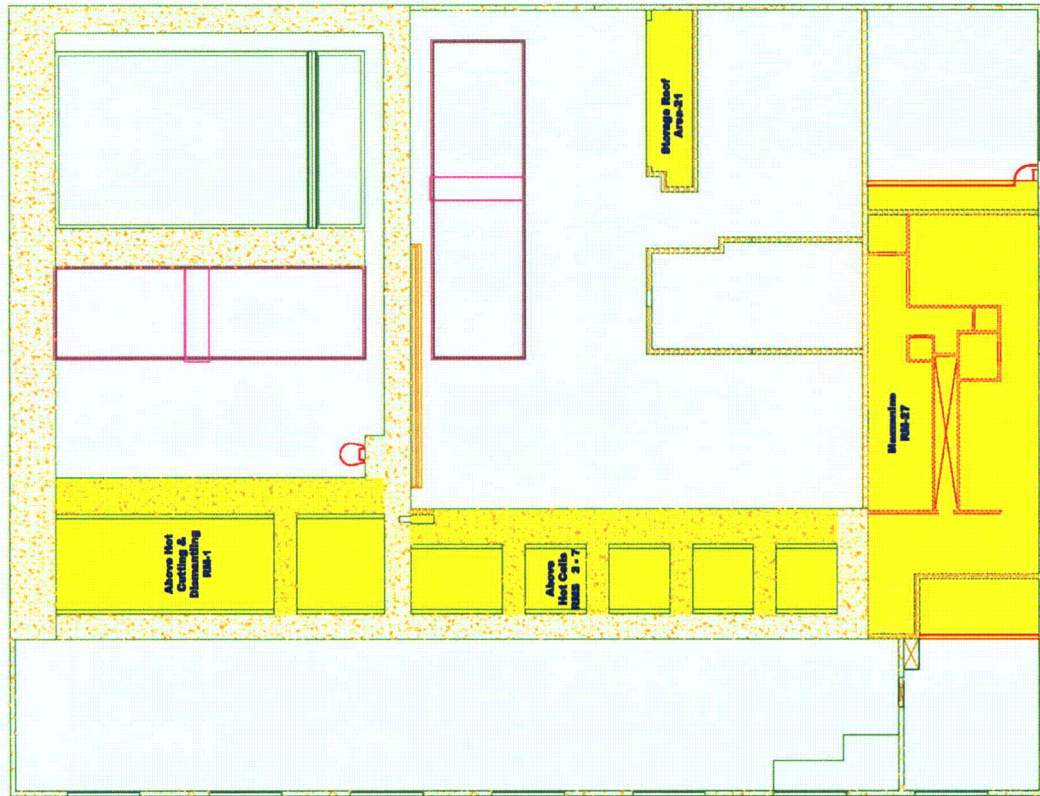 Storage Roof
Area-21
Mezzanine
RM-27
Above Hot
Cutting &
Dismantling
RM-1
Above
Hot Cells
RMS 2 - 7